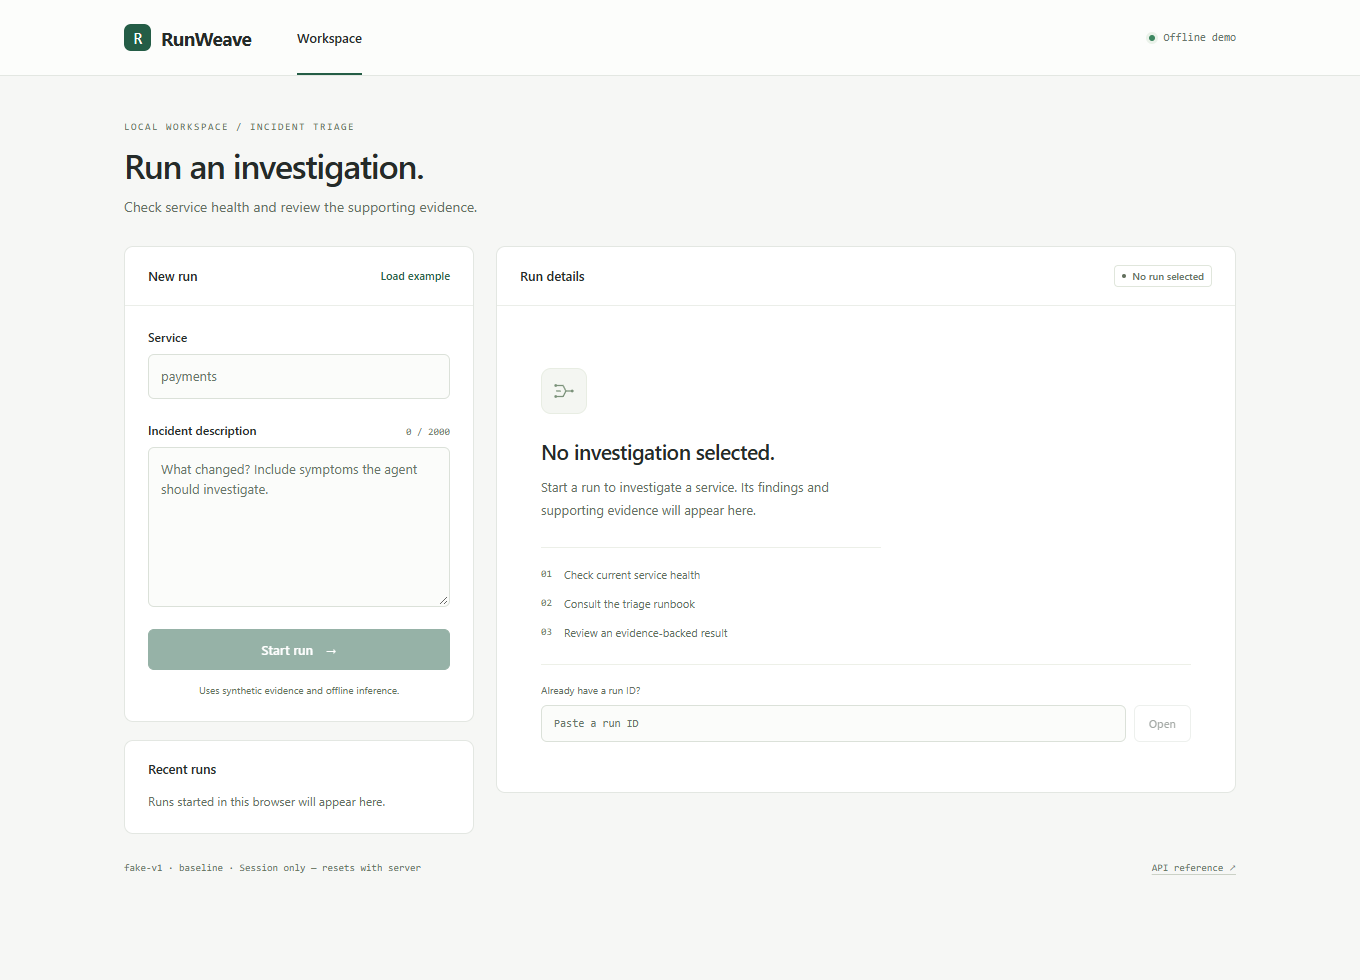 R RunWeave Workspace Offline demo
LOCAL WORKSPACE / INCIDENT TRIAGE
Run an investigation.
Check service health and review the supporting evidence.
New run Load example
Service
payments
Incident description 0 / 2000
What changed? Include symptoms the agent
should investigate.
Start run →
Uses synthetic evidence and offline inference.
Recent runs
Runs started in this browser will appear here.
Run details No run selected
No investigation selected.
Start a run to investigate a service. Its findings and
supporting evidence will appear here.
01 Check current service health
02 Consult the triage runbook
03 Review an evidence-backed result
Already have a run ID?
Paste a run ID Open
fake-v1 · baseline · Session only — resets with server API reference ↗